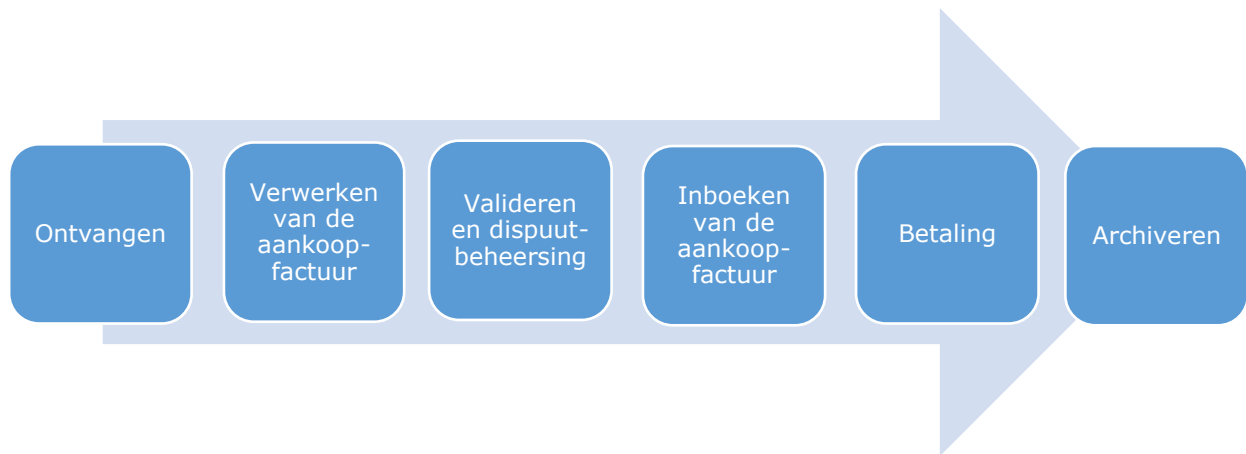 Ontvangen
Verwerken
van de
aankoop-
factuur
Valideren
en dispuut-
beheersing
Inboeken
van de
aankoop-
factuur
Betaling
Archiveren